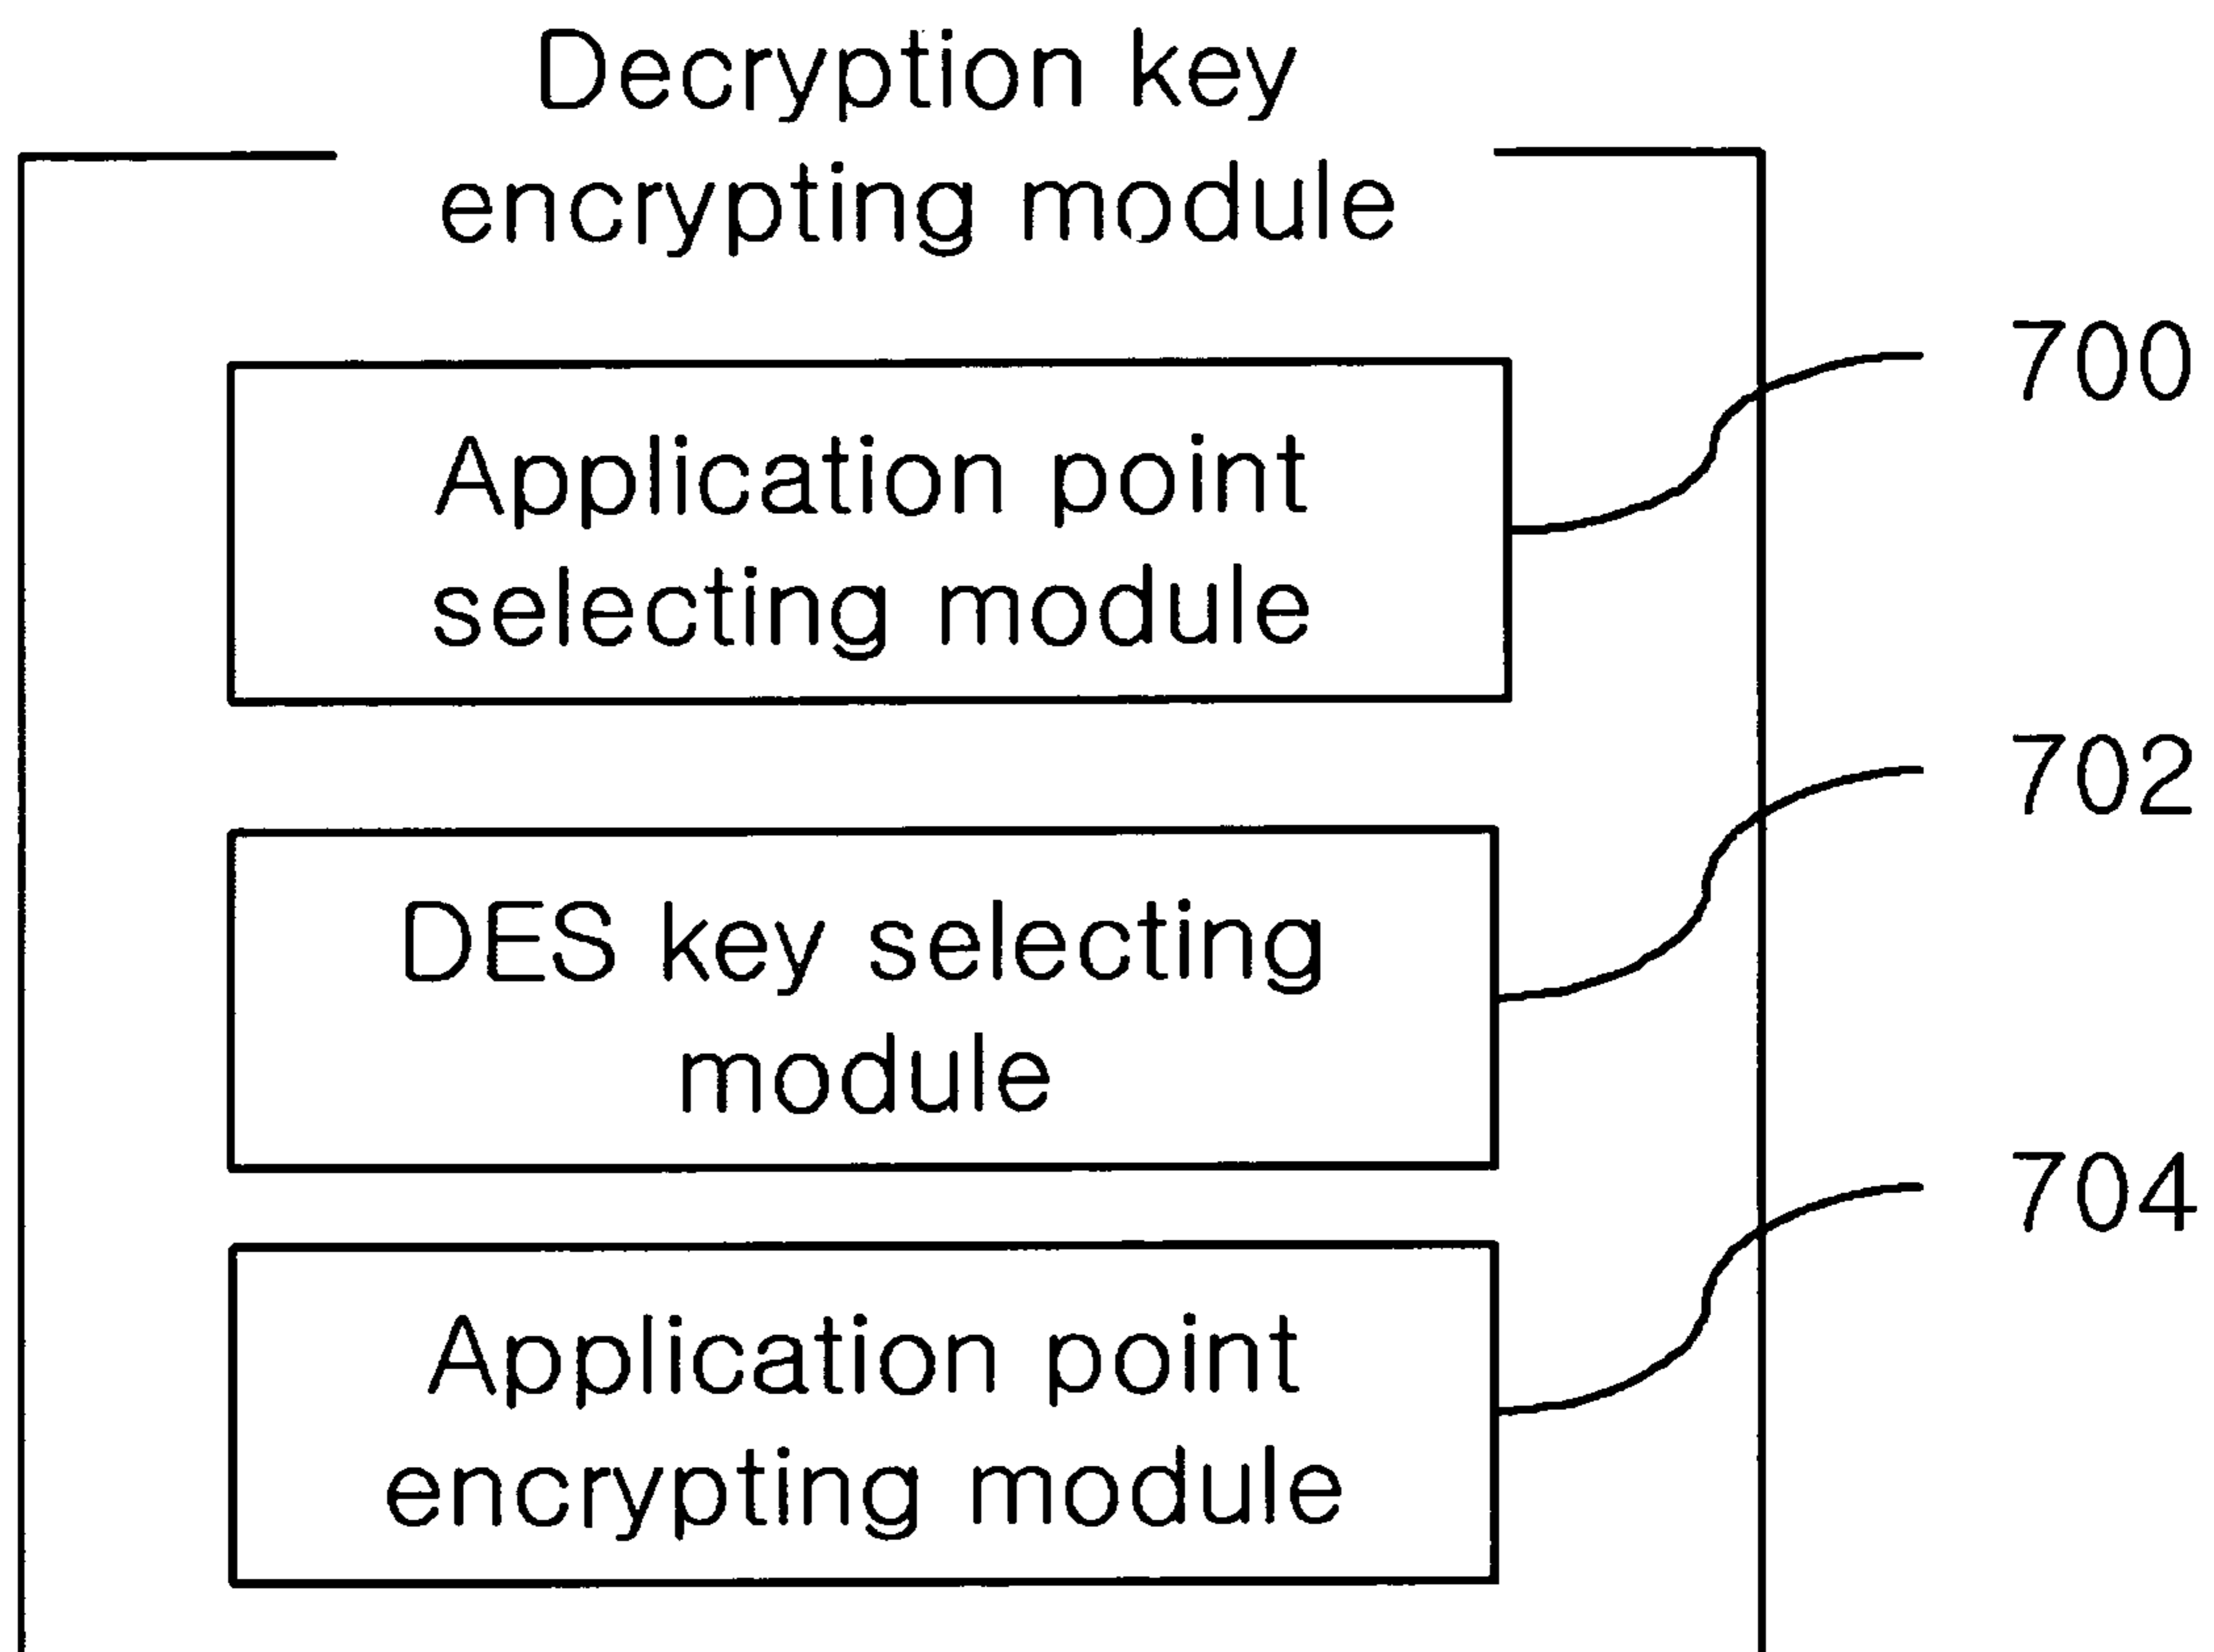 Decryption key
encrypting module
700
Application point
selecting module
702
DES key selecting
module
704
Application point
encrypting module